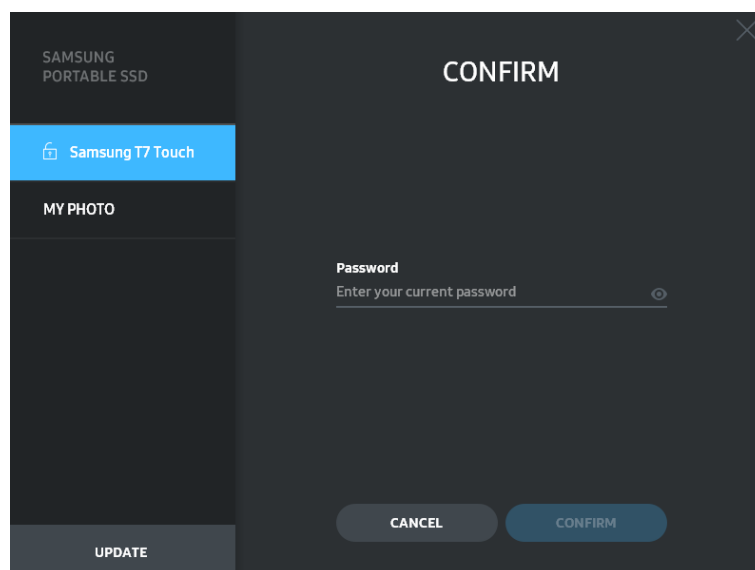 SAMSUNG
PORTABLE SSD
Samsung T7 Touch
MY PHOTO
UPDATE
CONFIRM
Password
Enter your current password
CANCEL
CONFIRM